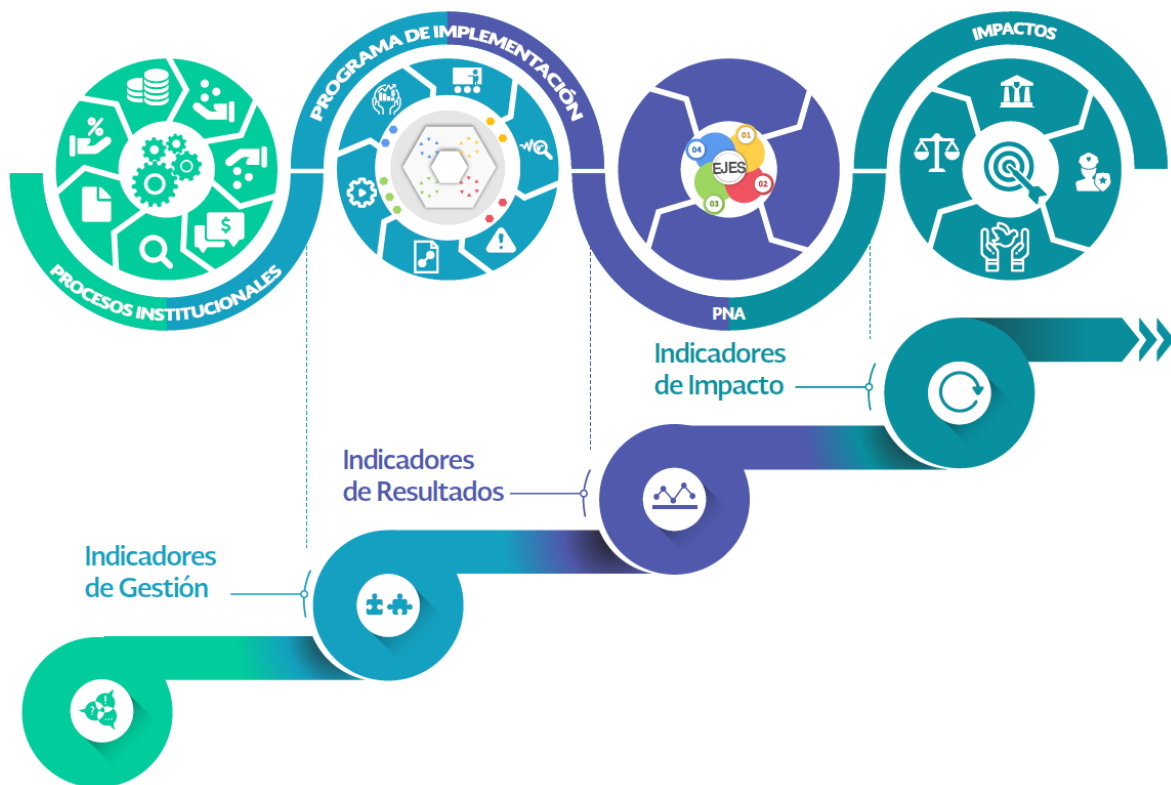 PROCESOS INSTITUCIONALES
PROGRAMA DE IMPLEMENTACIÓN
PNA
IMPACTOS
%
$
01
02
03
04
EJES
Indicadores
de Impacto
Indicadores
de Resultados
Indicadores
de Gestión
?
!
...